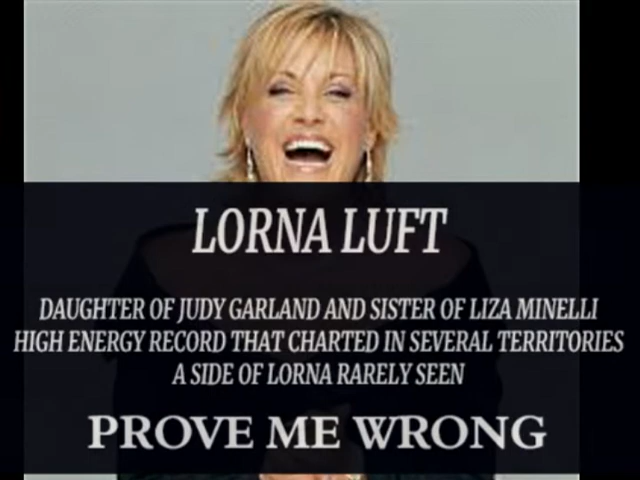 LORNA LUFT
DAUGHTER OF JUDY GARLAND AND SISTER OF LIZA MINELLI
HIGH ENERGY RECORD THAT CHARTED IN SEVERAL TERRITORIES
A SIDE OF LORNA RARELY SEEN
PROVE ME WRONG